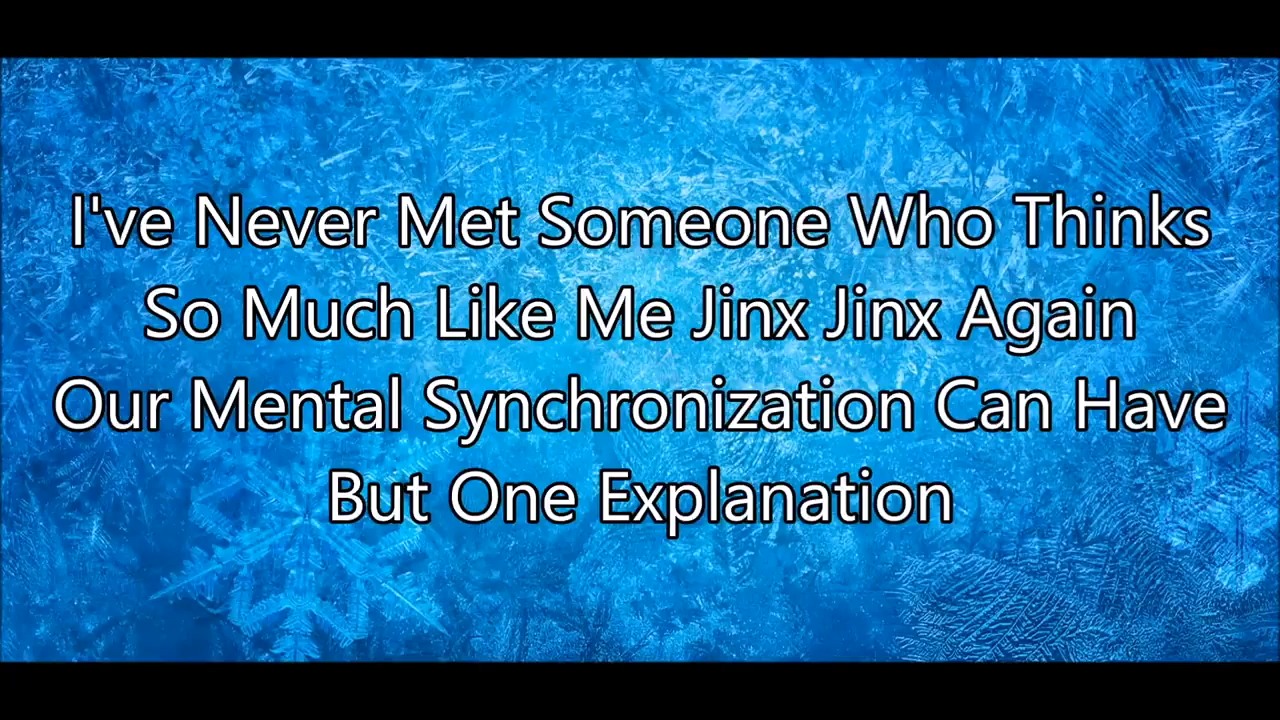 I've Never Met Someone Who Thinks
So Much Like Me Jinx Jinx Again
Our Mental Synchronization Can Have
But One Explanation